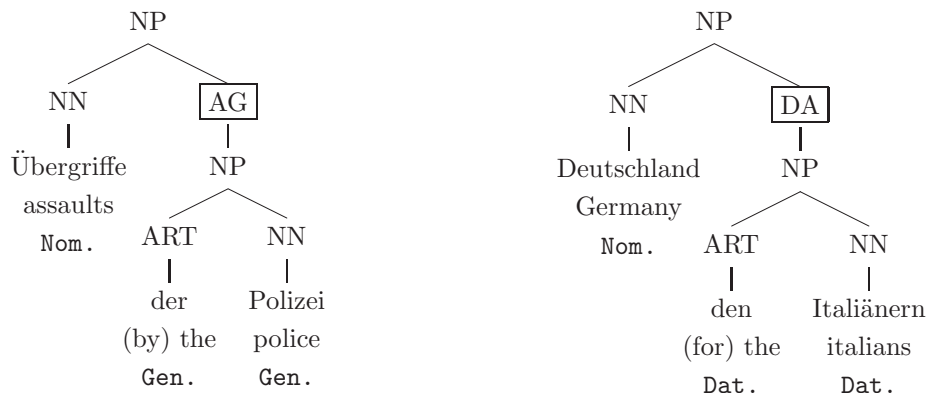 NP NP
NN AG NN DA
Übergriffe NP Deutschland NP
assaults Germany
Nom. ART NN Nom. ART NN
der Polizei den Italiänern
(by) the police (for) the italians
Gen. Gen. Dat. Dat.